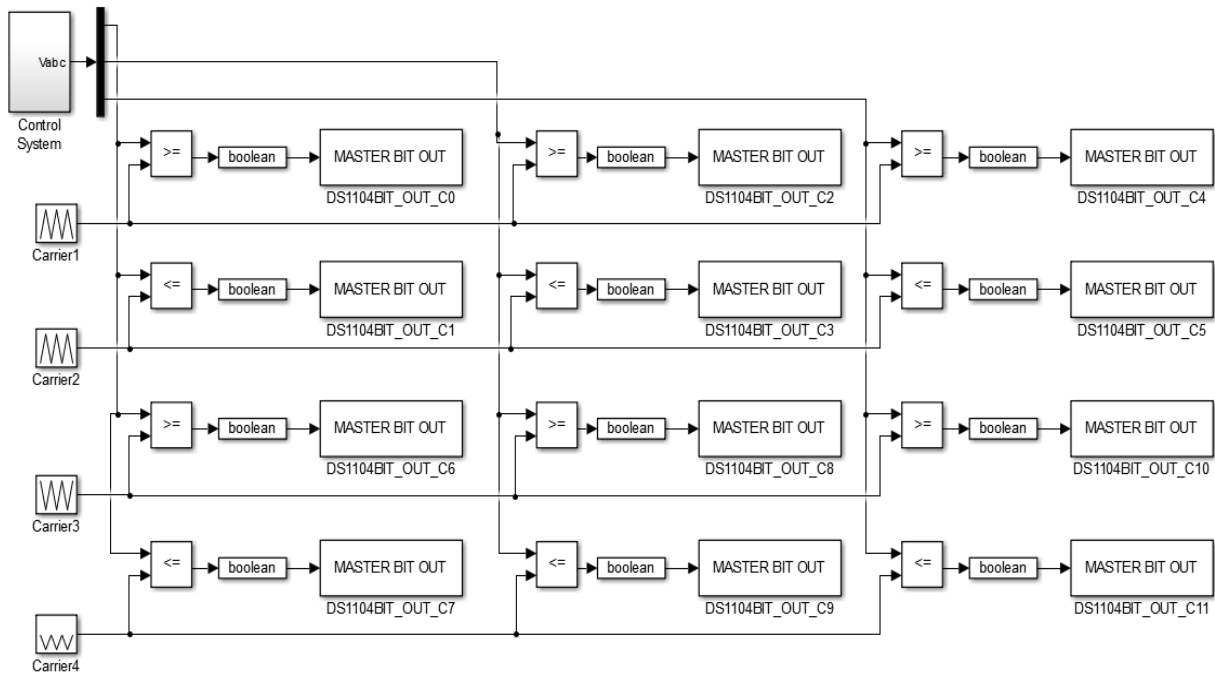 Vabc
Control
System
>=
boolean
MASTER BIT OUT
DS1104BIT_OUT_C0
>=
boolean
MASTER BIT OUT
DS1104BIT_OUT_C2
>=
boolean
MASTER BIT OUT
DS1104BIT_OUT_C4
Carrier1
<=
boolean
MASTER BIT OUT
DS1104BIT_OUT_C1
<=
boolean
MASTER BIT OUT
DS1104BIT_OUT_C3
<=
boolean
MASTER BIT OUT
DS1104BIT_OUT_C5
Carrier2
>=
boolean
MASTER BIT OUT
DS1104BIT_OUT_C6
>=
boolean
MASTER BIT OUT
DS1104BIT_OUT_C8
>=
boolean
MASTER BIT OUT
DS1104BIT_OUT_C10
Carrier3
<=
boolean
MASTER BIT OUT
DS1104BIT_OUT_C7
<=
boolean
MASTER BIT OUT
DS1104BIT_OUT_C9
<=
boolean
MASTER BIT OUT
DS1104BIT_OUT_C11
Carrier4